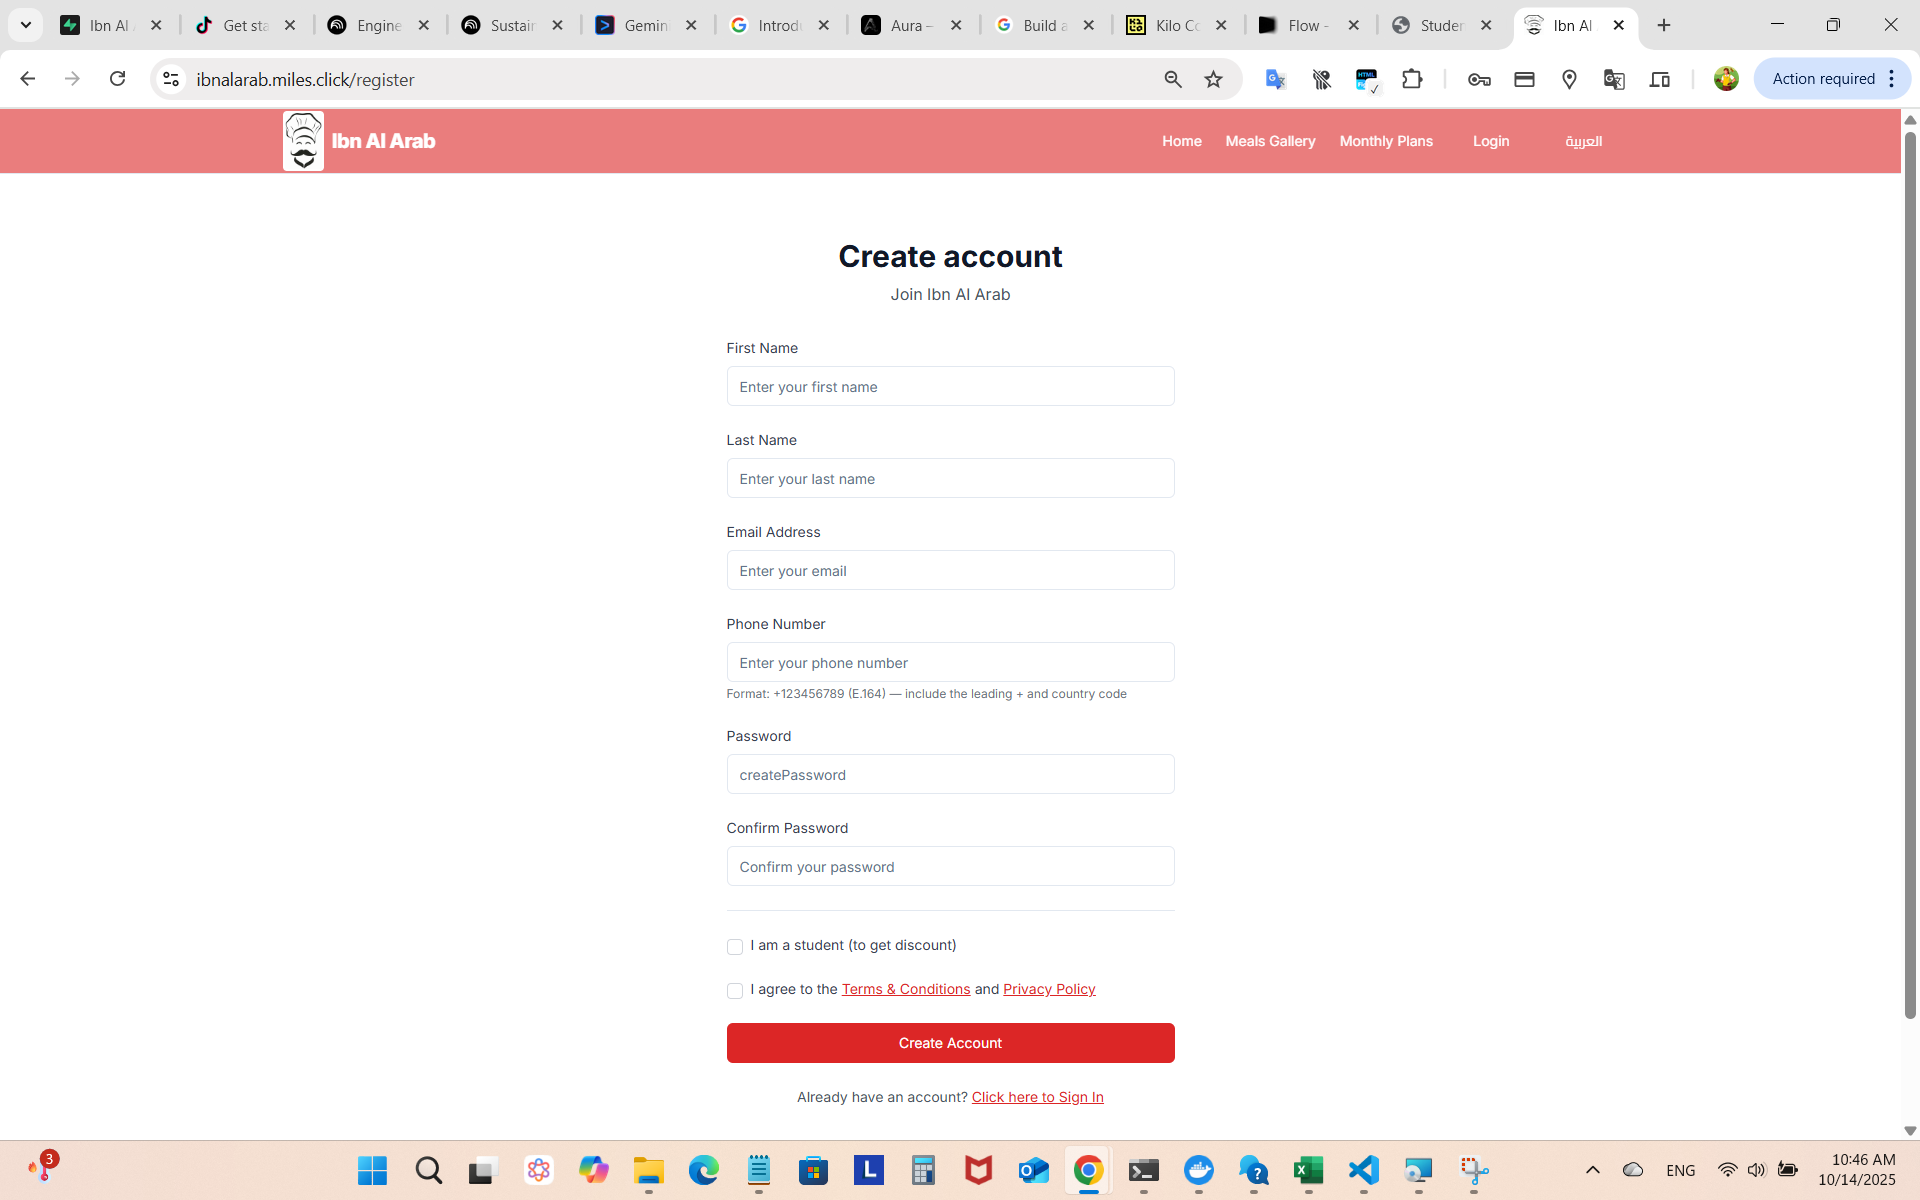 Ibn Al
Get sta
Engine
Sustair
Gemin
Introdu
Aura –
Build a
Kilo Co
Flow -
Studer
Ibn Al
ibnalarab.miles.click/register
Action required
Ibn Al Arab
Home
Meals Gallery
Monthly Plans
Login
العربية
Create account
Join Ibn Al Arab
First Name
Enter your first name
Last Name
Enter your last name
Email Address
Enter your email
Phone Number
Enter your phone number
Format: +123456789 (E.164) — include the leading + and country code
Password
createPassword
Confirm Password
Confirm your password
I am a student (to get discount)
I agree to the Terms & Conditions and Privacy Policy
Create Account
Already have an account? Click here to Sign In
3
ENG
10:46 AM
10/14/2025